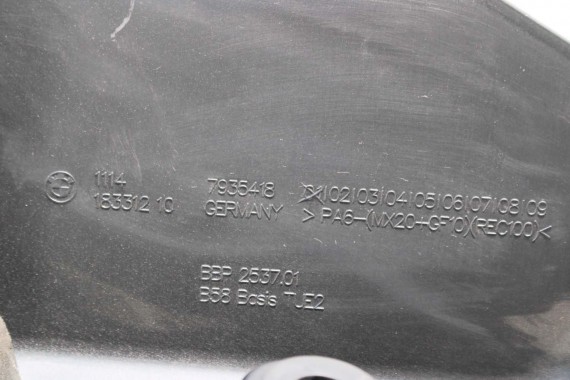 1114 7935418 |02|03|04|05|06|07|08|09
183312 10 GERMANY >PA6-(MX20+GF10)(REC100)<
BBP 2537.01
B58 Basis TUE2